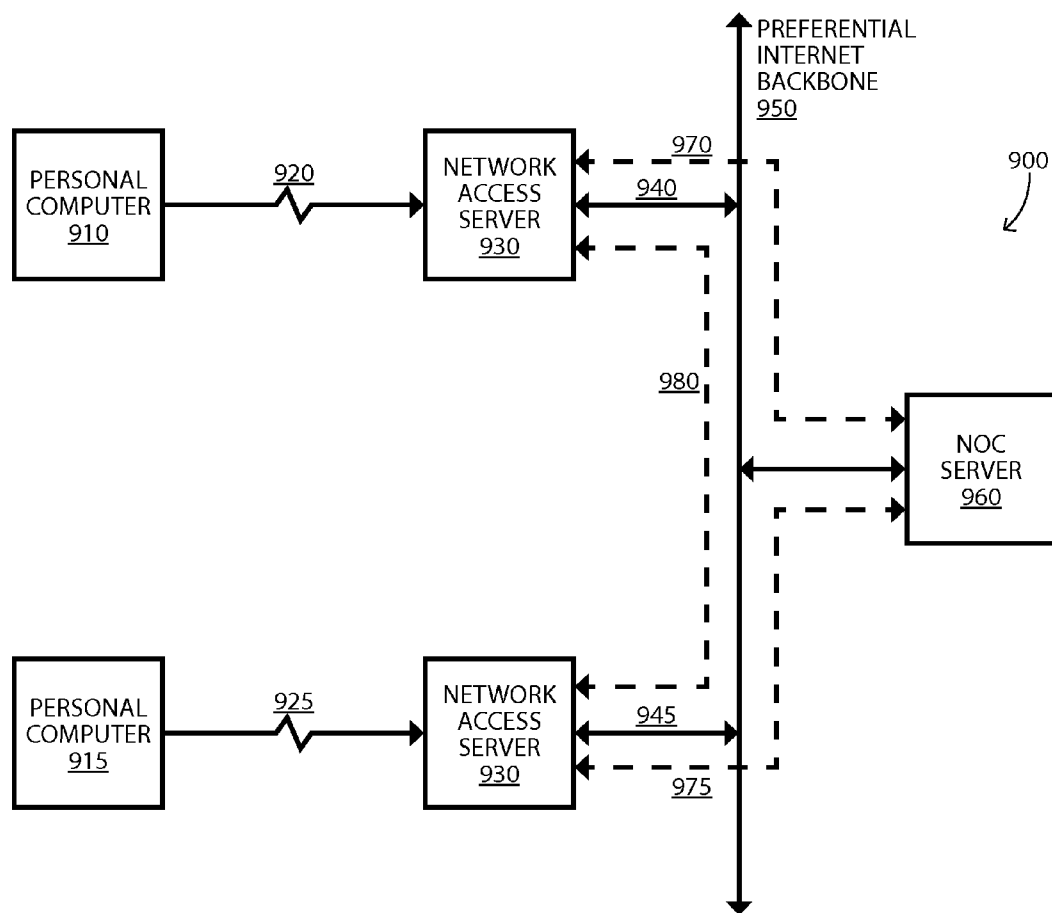 PREFERENTIAL
INTERNET
BACKBONE
950
900
PERSONAL
COMPUTER
910
920
NETWORK
ACCESS
SERVER
930
970
940
980
NOC
SERVER
960
PERSONAL
COMPUTER
915
925
NETWORK
ACCESS
SERVER
930
945
975